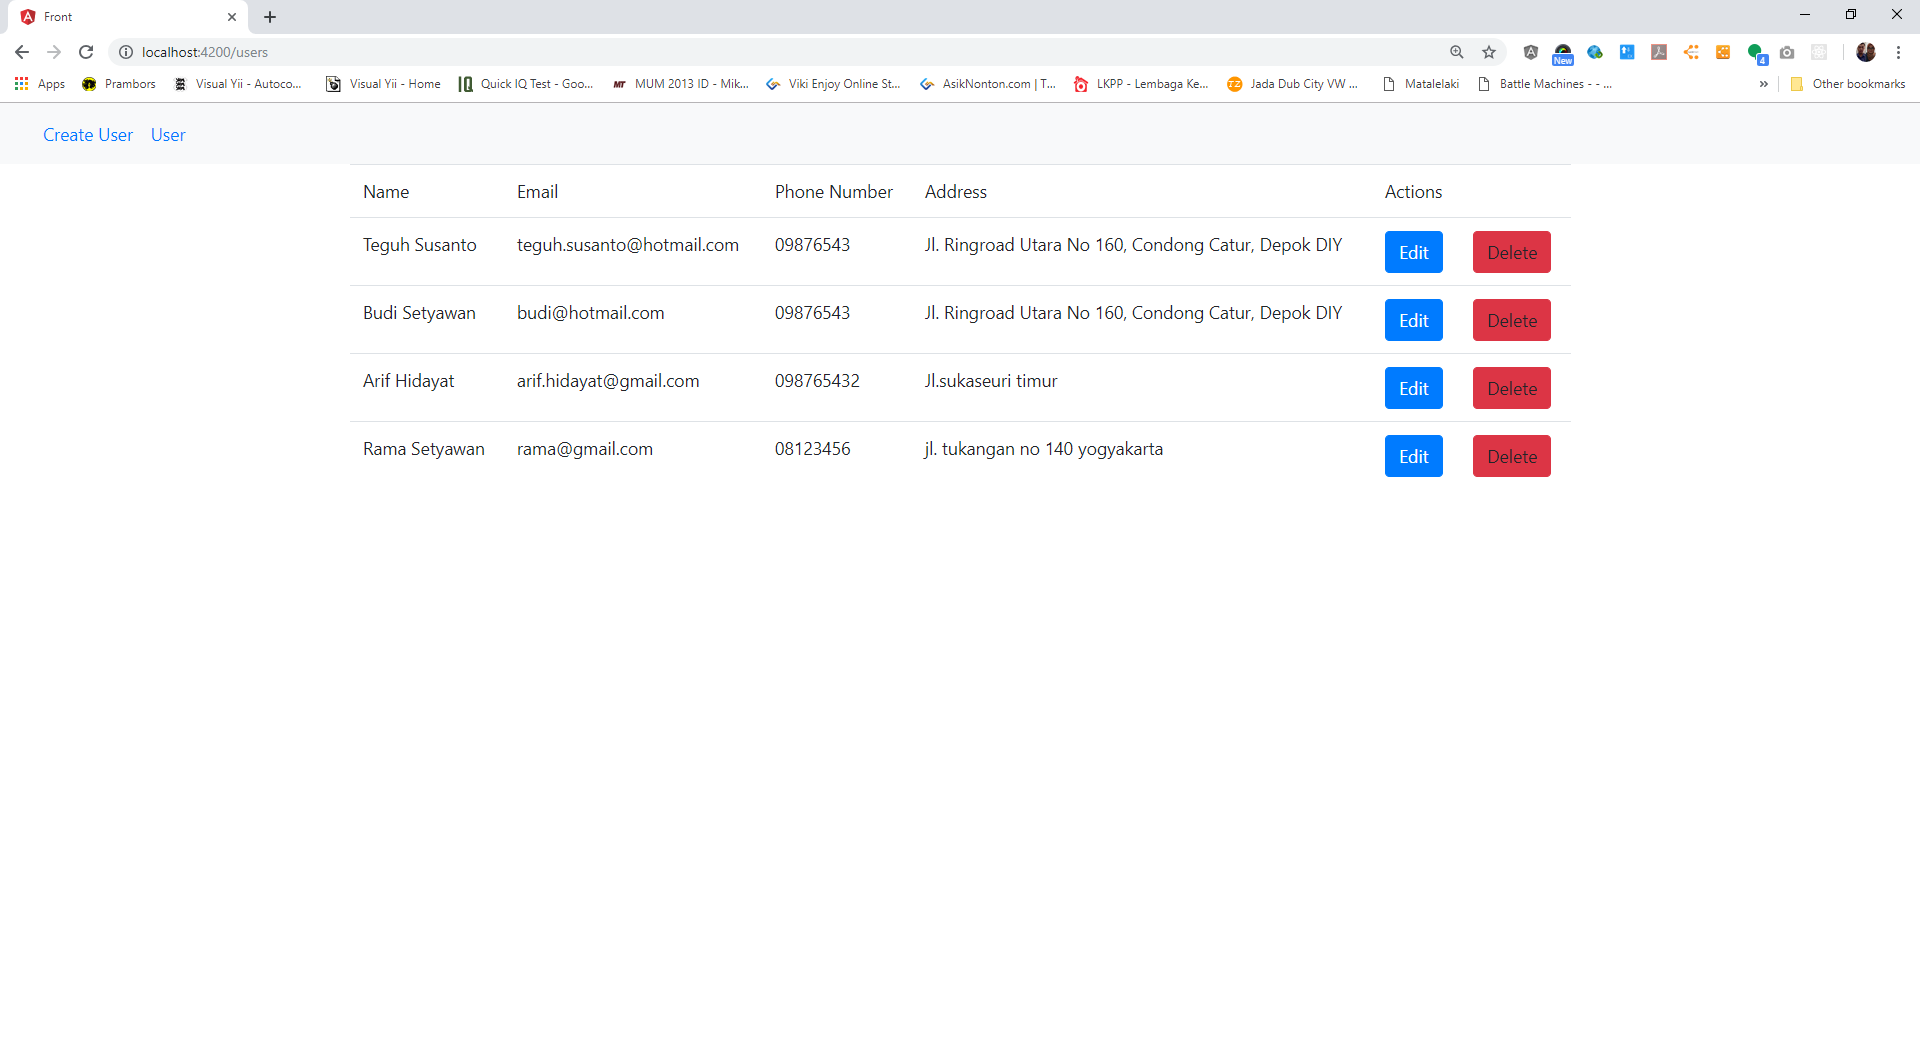 Front
localhost:4200/users
New
4
Apps Prambors Visual Yii - Autoco... Visual Yii - Home Quick IQ Test - Goo... MUM 2013 ID - Mik... Viki Enjoy Online St... AsikNonton.com | T... LKPP - Lembaga Ke... Jada Dub City VW ... Matalelaki Battle Machines - - ... » Other bookmarks
Create User User
Name Email Phone Number Address Actions
Teguh Susanto teguh.susanto@hotmail.com 09876543 Jl. Ringroad Utara No 160, Condong Catur, Depok DIY Edit Delete
Budi Setyawan budi@hotmail.com 09876543 Jl. Ringroad Utara No 160, Condong Catur, Depok DIY Edit Delete
Arif Hidayat arif.hidayat@gmail.com 098765432 Jl.sukaseuri timur Edit Delete
Rama Setyawan rama@gmail.com 08123456 jl. tukangan no 140 yogyakarta Edit Delete